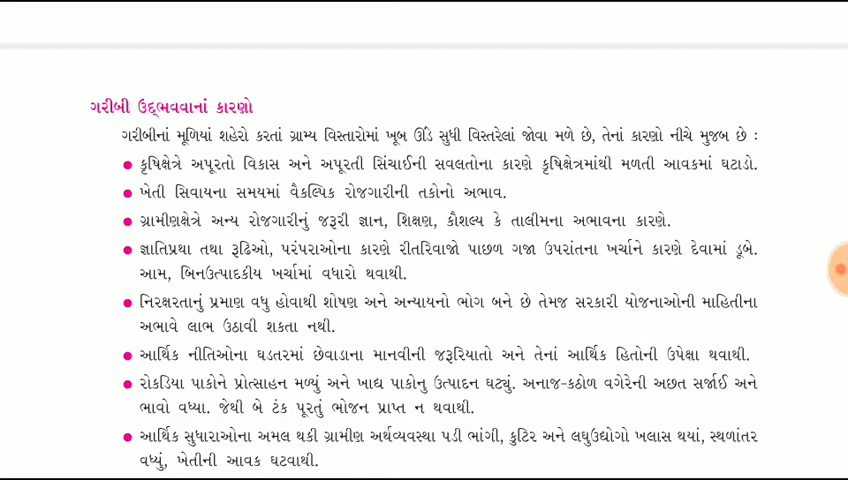 ગરીબી ઉદ્ભવવાનાં કારણો
ગરીબીનાં મૂળિયાં શહેરો કરતાં ગ્રામ્ય વિસ્તારોમાં ખૂબ ઊંડે સુધી વિસ્તરેલાં જોવા મળે છે, તેનાં કારણો નીચે મુજબ છે :
● કૃષિક્ષેત્રે અપૂરતો વિકાસ અને અપૂરતી સિંચાઈની સવલતોના કારણે કૃષિક્ષેત્રમાંથી મળતી આવકમાં ઘટાડો.
● ખેતી સિવાયના સમયમાં વૈકલ્પિક રોજગારીની તકોનો અભાવ.
● ગ્રામીણક્ષેત્રે અન્ય રોજગારીનું જરૂરી જ્ઞાન, શિક્ષણ, કૌશલ્ય કે તાલીમના અભાવના કારણે.
● જ્ઞાતિપ્રથા તથા રૂઢિઓ, પરંપરાઓના કારણે રીતરિવાજો પાછળ ગજા ઉપરાંતના ખર્ચાને કારણે દેવામાં ડૂબે.
આમ, બિનઉત્પાદકીય ખર્ચામાં વધારો થવાથી.
● નિરક્ષરતાનું પ્રમાણ વધુ હોવાથી શોષણ અને અન્યાયનો ભોગ બને છે તેમજ સરકારી યોજનાઓની માહિતીના
અભાવે લાભ ઉઠાવી શકતા નથી.
● આર્થિક નીતિઓના ઘડતરમાં છેવાડાના માનવીની જરૂરિયાતો અને તેનાં આર્થિક હિતોની ઉપેક્ષા થવાથી.
● રોકડિયા પાકોને પ્રોત્સાહન મળ્યું અને ખાદ્ય પાકોનુ ઉત્પાદન ઘટ્યું. અનાજ-કઠોળ વગેરેની અછત સર્જાઈ અને
ભાવો વધ્યા. જેથી બે ટંક પૂરતું ભોજન પ્રાપ્ત ન થવાથી.
● આર્થિક સુધારાઓના અમલ થકી ગ્રામીણ અર્થવ્યવસ્થા પડી ભાંગી, કુટિર અને લઘુઉદ્યોગો ખલાસ થયાં, સ્થળાંતર
વધ્યું, ખેતીની આવક ઘટવાથી.